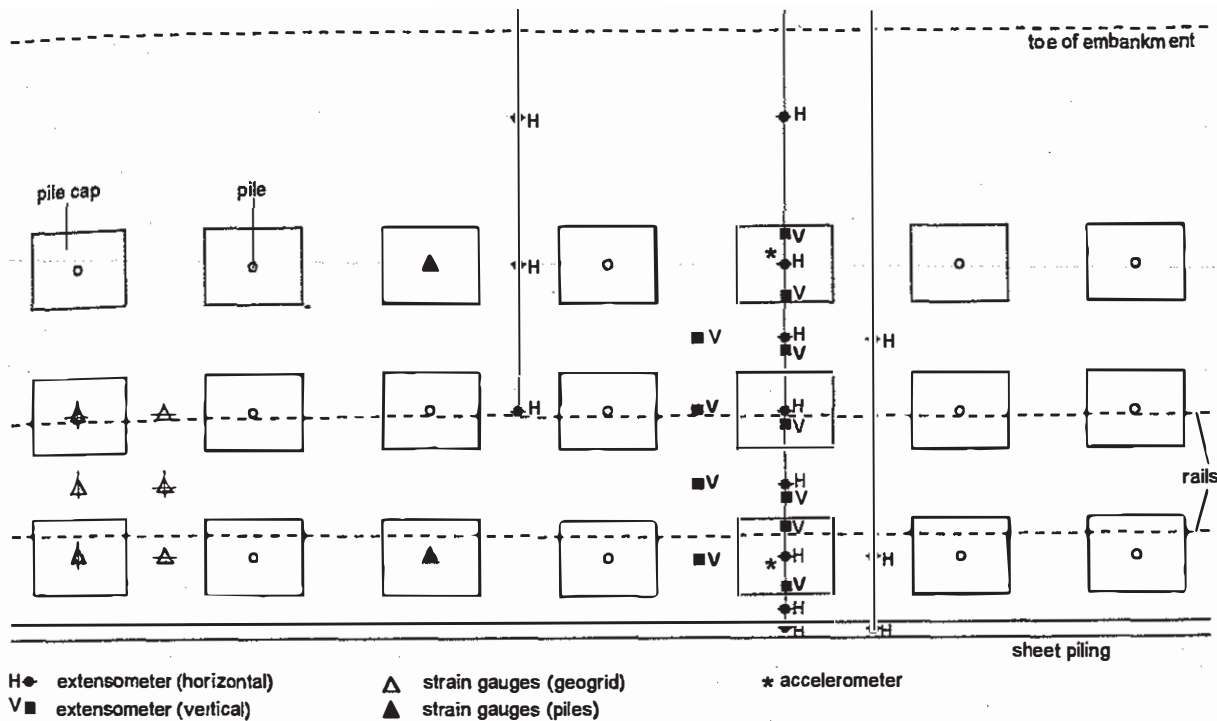 toe of embankment
H
H
pile cap
pile
V
* H
H
V
H
V
V
H
H
V
V
H
V
H
V
rails
V
V
* H
V
H
V
H
H
H
sheet piling
H extensometer (horizontal)
strain gauges (geogrid)
* accelerometer
V extensometer (vertical)
strain gauges (piles)